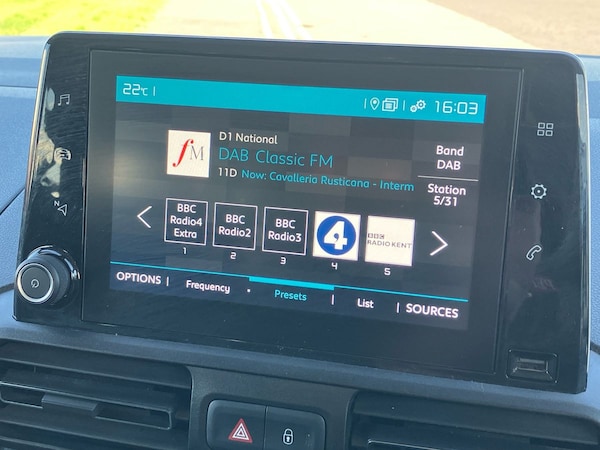 22°C
16:03
D1 National
DAB Classic FM
11D Now: Cavalleria Rusticana - Interm
Band
DAB
Station
5/31
fM
BBC
Radio4
Extra
1
BBC
Radio2
2
BBC
Radio3
3
4
4
BBC
RADIO KENT
5
OPTIONS
Frequency
Presets
List
SOURCES
N